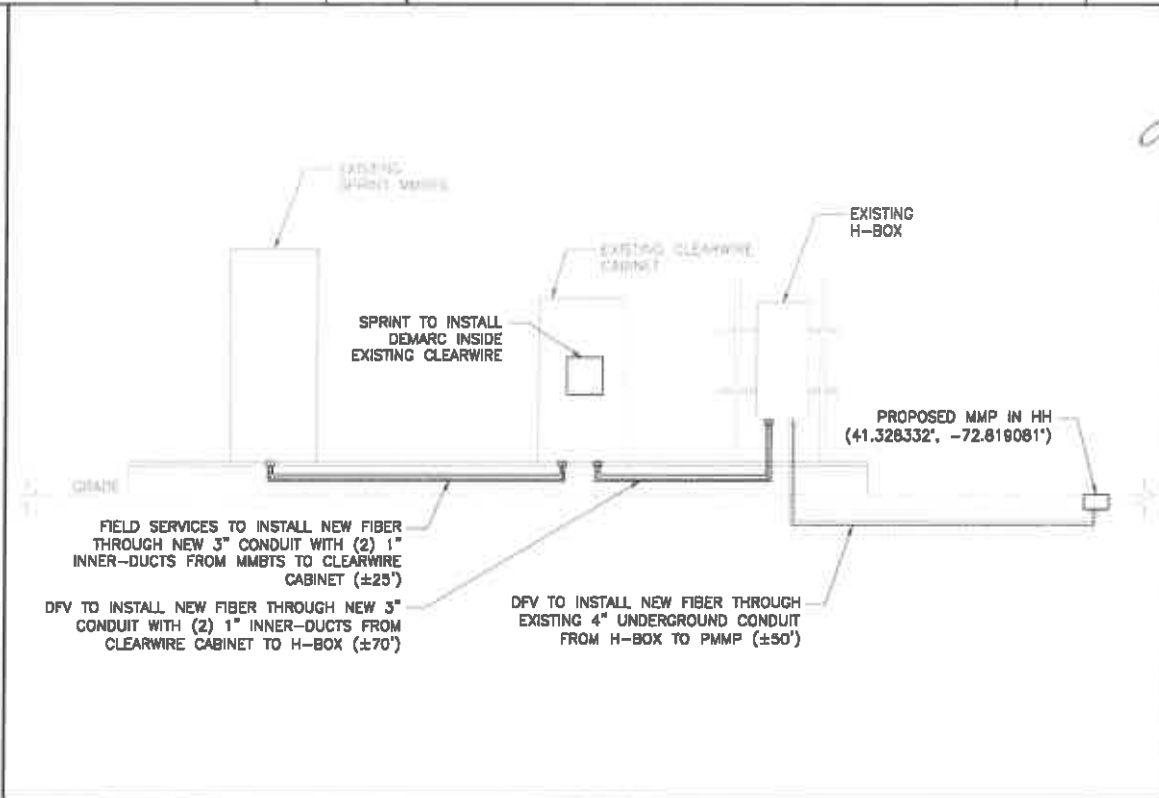 EXISTING
SPRINT MMBTS
EXISTING
H-BOX
EXISTING CLEARWIRE
CABINET
SPRINT TO INSTALL
DEMARC INSIDE
EXISTING CLEARWIRE
PROPOSED MMP IN HH
(41.328332°, -72.819081°)
GRADE
FIELD SERVICES TO INSTALL NEW FIBER
THROUGH NEW 3" CONDUIT WITH (2) 1"
INNER-DUCTS FROM MMBTS TO CLEARWIRE
CABINET (±25')
DFV TO INSTALL NEW FIBER THROUGH NEW 3"
CONDUIT WITH (2) 1" INNER-DUCTS FROM
CLEARWIRE CABINET TO H-BOX (±70')
DFV TO INSTALL NEW FIBER THROUGH
EXISTING 4" UNDERGROUND CONDUIT
FROM H-BOX TO PMMP (±50')